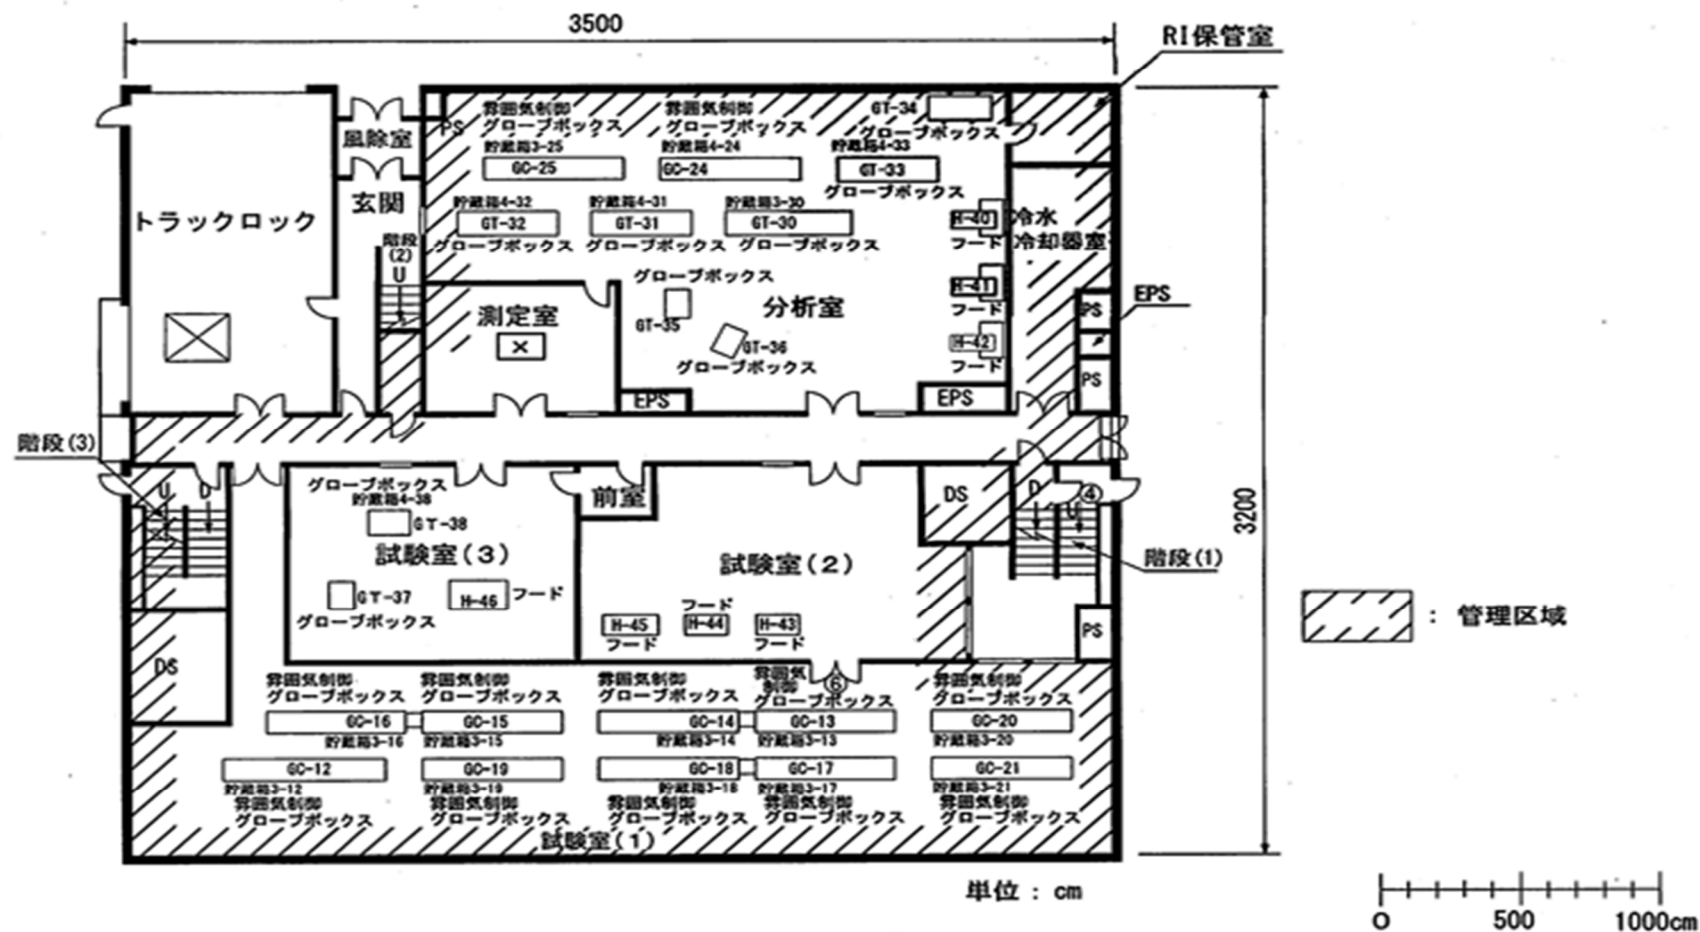 3500
RI保管室
3200
トラックロック
風除室
玄関
階段
(2)
U
PS
雰囲気制御
グローブボックス
貯蔵箱3-25
GC-25
雰囲気制御
グローブボックス
貯蔵箱4-24
GC-24
GT-34
グローブボックス
貯蔵箱4-33
GT-33
グローブボックス
貯蔵箱4-32
GT-32
グローブボックス
貯蔵箱4-31
GT-31
グローブボックス
貯蔵箱3-30
GT-30
グローブボックス
H-40
フード
冷水
冷却器室
グローブボックス
GT-35
GT-36
グローブボックス
分析室
H-41
フード
H-42
フード
測定室
EPS
EPS
PS
EPS
PS
階段(3)
U
D
DS
グローブボックス
貯蔵箱4-38
GT-38
試験室(3)
GT-37
グローブボックス
H-46
フード
前室
試験室(2)
H-45
フード
フード
H-44
H-43
フード
DS
D
U
④
階段(1)
PS
：管理区域
雰囲気制御
グローブボックス
GC-16
貯蔵箱3-16
雰囲気制御
グローブボックス
GC-15
貯蔵箱3-15
雰囲気制御
グローブボックス
GC-14
貯蔵箱3-14
雰囲気
制御
グローブボックス
⑥
GC-13
貯蔵箱3-13
雰囲気制御
グローブボックス
GC-20
貯蔵箱3-20
GC-12
貯蔵箱3-12
雰囲気制御
グローブボックス
GC-19
貯蔵箱3-19
雰囲気制御
グローブボックス
GC-18
貯蔵箱3-18
雰囲気制御
グローブボックス
GC-17
貯蔵箱3-17
雰囲気制御
グローブボックス
GC-21
貯蔵箱3-21
雰囲気制御
グローブボックス
試験室(1)
単位：cm
0 500 1000cm